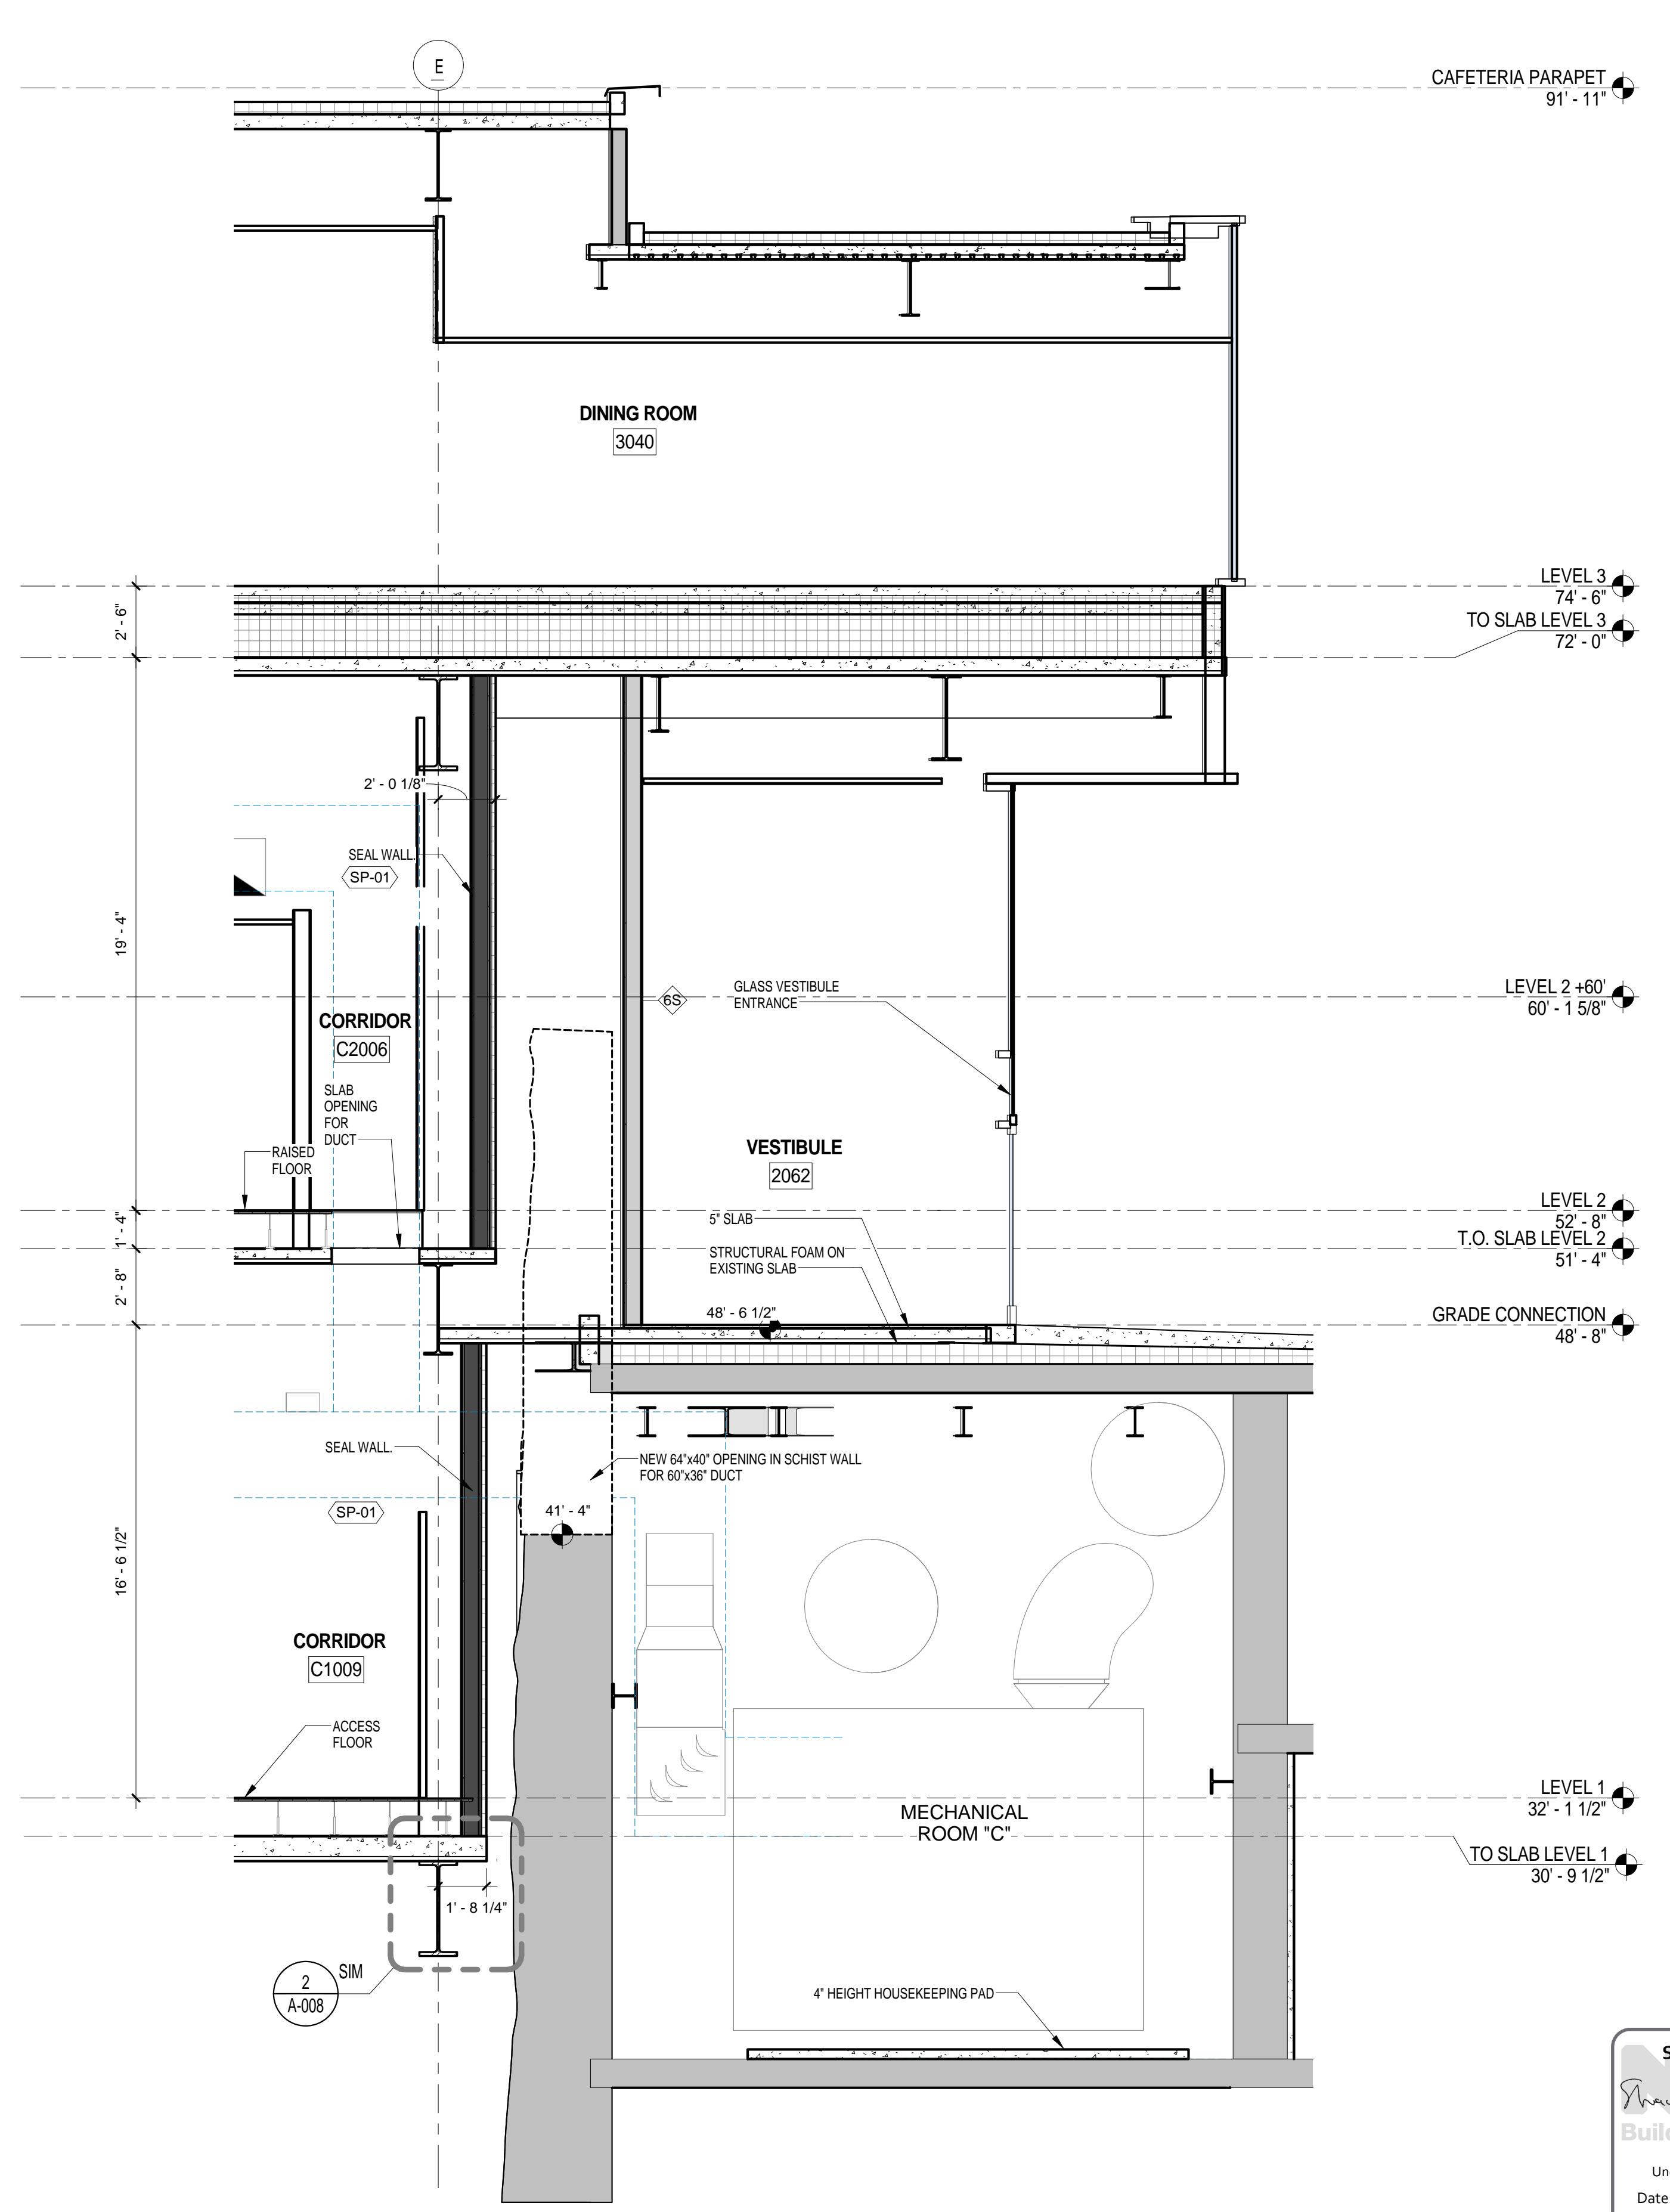 E
CAFETERIA PARAPET
91' - 11"
DINING ROOM
3040
LEVEL 3
74' - 6"
TO SLAB LEVEL 3
72' - 0"
2' - 6"
2' - 0 1/8"
SEAL WALL.
SP-01
19' - 4"
6S
GLASS VESTIBULE
ENTRANCE
LEVEL 2 +60'
60' - 1 5/8"
CORRIDOR
C2006
SLAB
OPENING
FOR
DUCT
RAISED
FLOOR
VESTIBULE
2062
5" SLAB
STRUCTURAL FOAM ON
EXISTING SLAB
LEVEL 2
52' - 8"
T.O. SLAB LEVEL 2
51' - 4"
1' - 4"
2' - 8"
48' - 6 1/2"
GRADE CONNECTION
48' - 8"
SEAL WALL.
SP-01
NEW 64"x40" OPENING IN SCHIST WALL
FOR 60"x36" DUCT
41' - 4"
16' - 6 1/2"
CORRIDOR
C1009
ACCESS
FLOOR
MECHANICAL
ROOM "C"
LEVEL 1
32' - 1 1/2"
TO SLAB LEVEL 1
30' - 9 1/2"
1' - 8 1/4"
2
SIM
A-008
4" HEIGHT HOUSEKEEPING PAD
Date